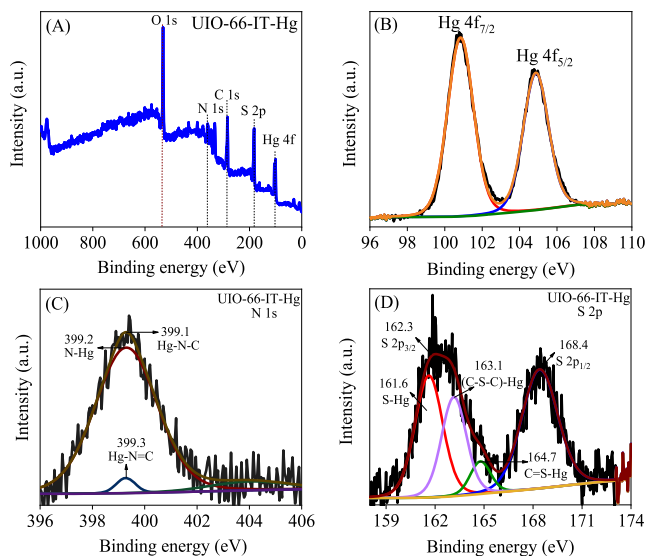 (A)
UIO-66-IT-Hg
O 1s
C 1s
N 1s
S 2p
Hg 4f
Intensity (a.u.)
1000 800 600 400 200 0
Binding energy (eV)
(B)
Hg 4f7/2
Hg 4f5/2
Intensity (a.u.)
96 98 100 102 104 106 108 110
Binding energy (eV)
(C)
UIO-66-IT-Hg
N 1s
399.2
N-Hg
399.1
Hg-N-C
399.3
Hg-N=C
Intensity (a.u.)
396 398 400 402 404 406
Binding energy (eV)
(D)
UIO-66-IT-Hg
S 2p
162.3
S 2p3/2
168.4
S 2p1/2
163.1
(C-S-C)-Hg
161.6
S-Hg
164.7
C=S-Hg
Intensity (a.u.)
159 162 165 168 171 174
Binding energy (eV)